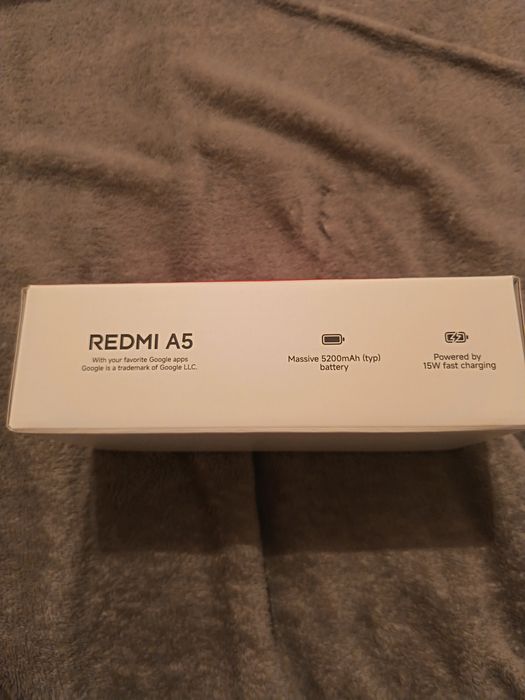 REDMI A5
With your favorite Google apps
Google is a trademark of Google LLC.
Massive 5200mAh (typ)
battery
Powered by
15W fast charging